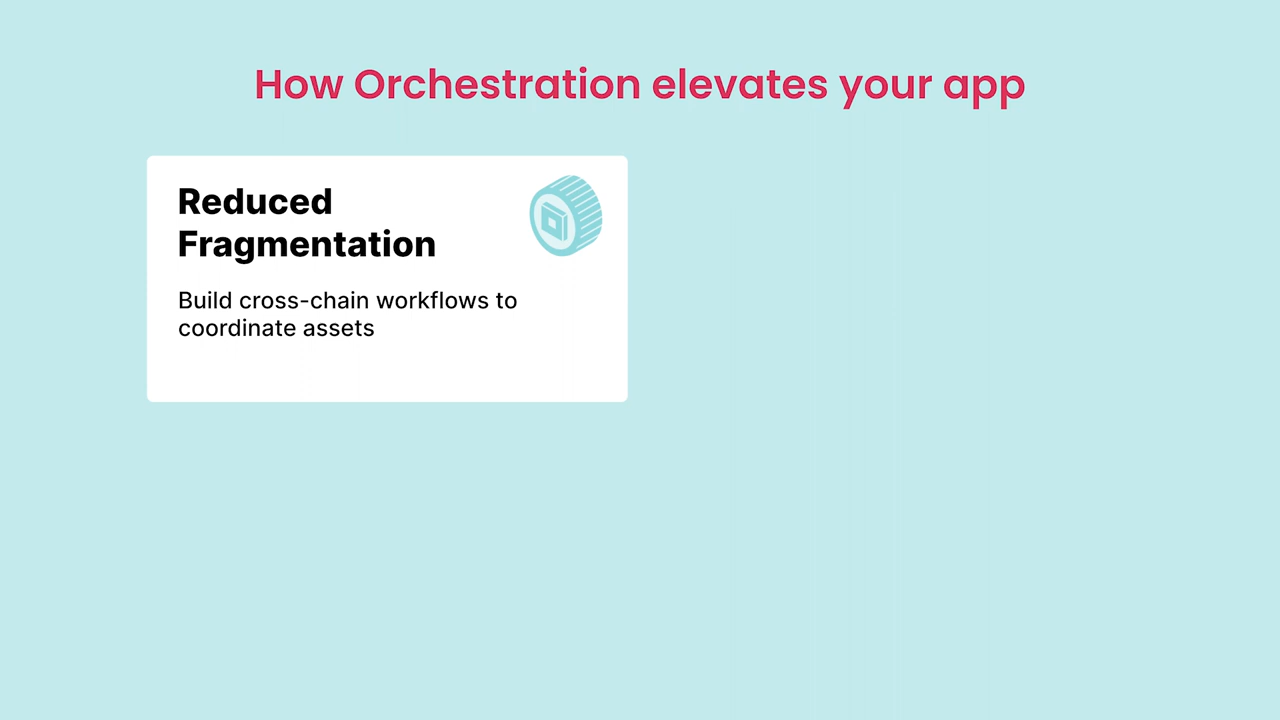 How Orchestration elevates your app
Reduced
Fragmentation
Build cross-chain workflows to
coordinate assets